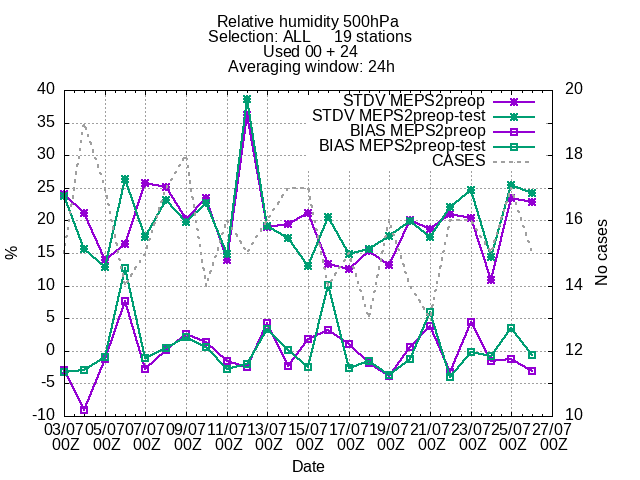 Relative humidity 500hPa
Selection: ALL 19 stations
Used 00 + 24
Averaging window: 24h
STDV MEPS2preop
STDV MEPS2preop-test
BIAS MEPS2preop
BIAS MEPS2preop-test
CASES
40
35
30
25
20
15
10
5
0
-5
-10
%
20
18
16
14
12
10
No cases
03/07 05/07 07/07 09/07 11/07 13/07 15/07 17/07 19/07 21/07 23/07 25/07 27/07
00Z 00Z 00Z 00Z 00Z 00Z 00Z 00Z 00Z 00Z 00Z 00Z 00Z
Date